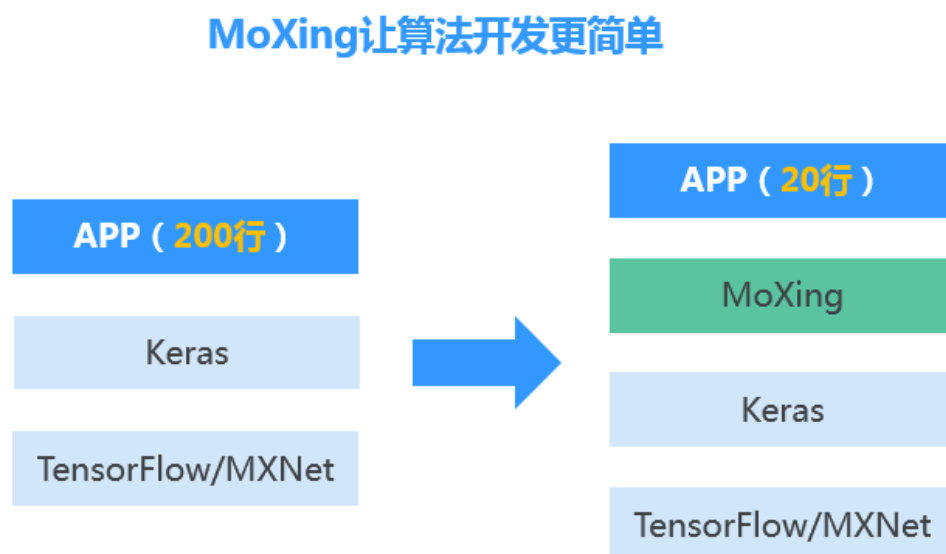 MoXing让算法开发更简单
APP（200行）
Keras
TensorFlow/MXNet
APP（20行）
MoXing
Keras
TensorFlow/MXNet